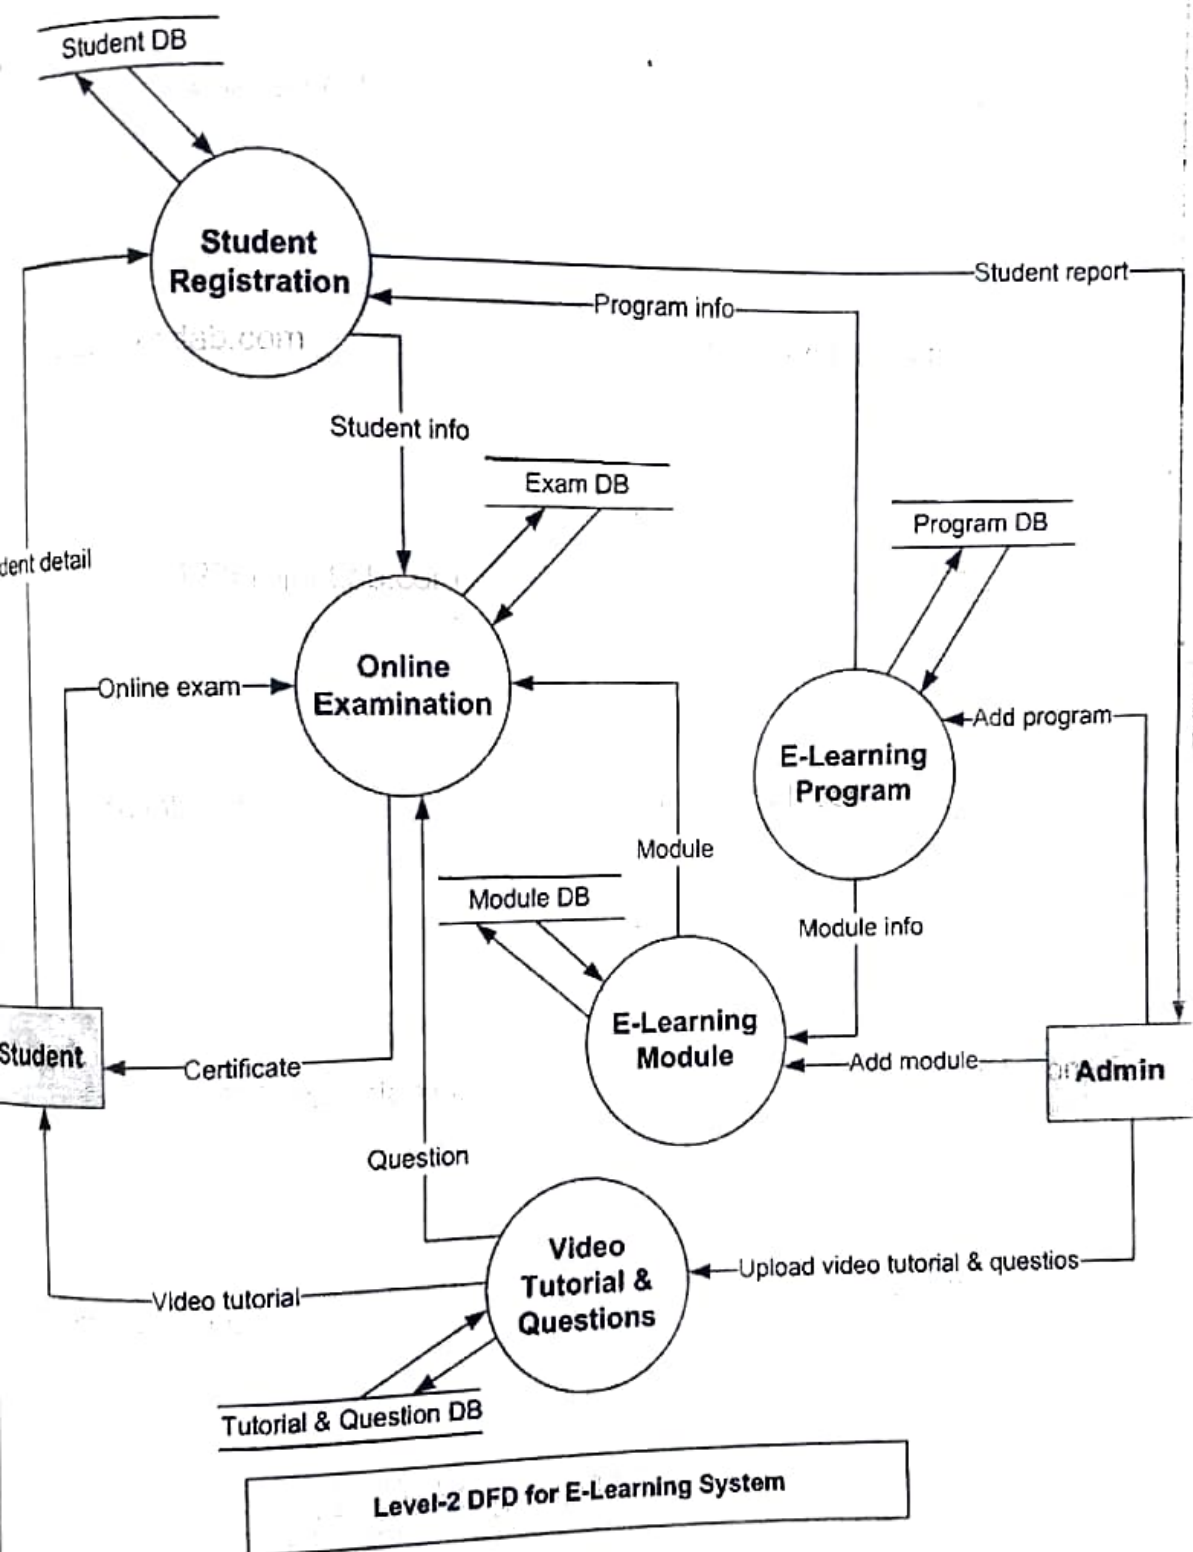 Student DB
Student
Registration
Student report
Program info
lab.com
Student info
Exam DB
Program DB
dent detail
Online exam
Online
Examination
Add program
E-Learning
Program
Module
Module DB
Module info
E-Learning
Module
Student
Certificate
Add module
Admin
Question
Video
Tutorial &
Questions
Upload video tutorial & questios
Video tutorial
Tutorial & Question DB
Level-2 DFD for E-Learning System